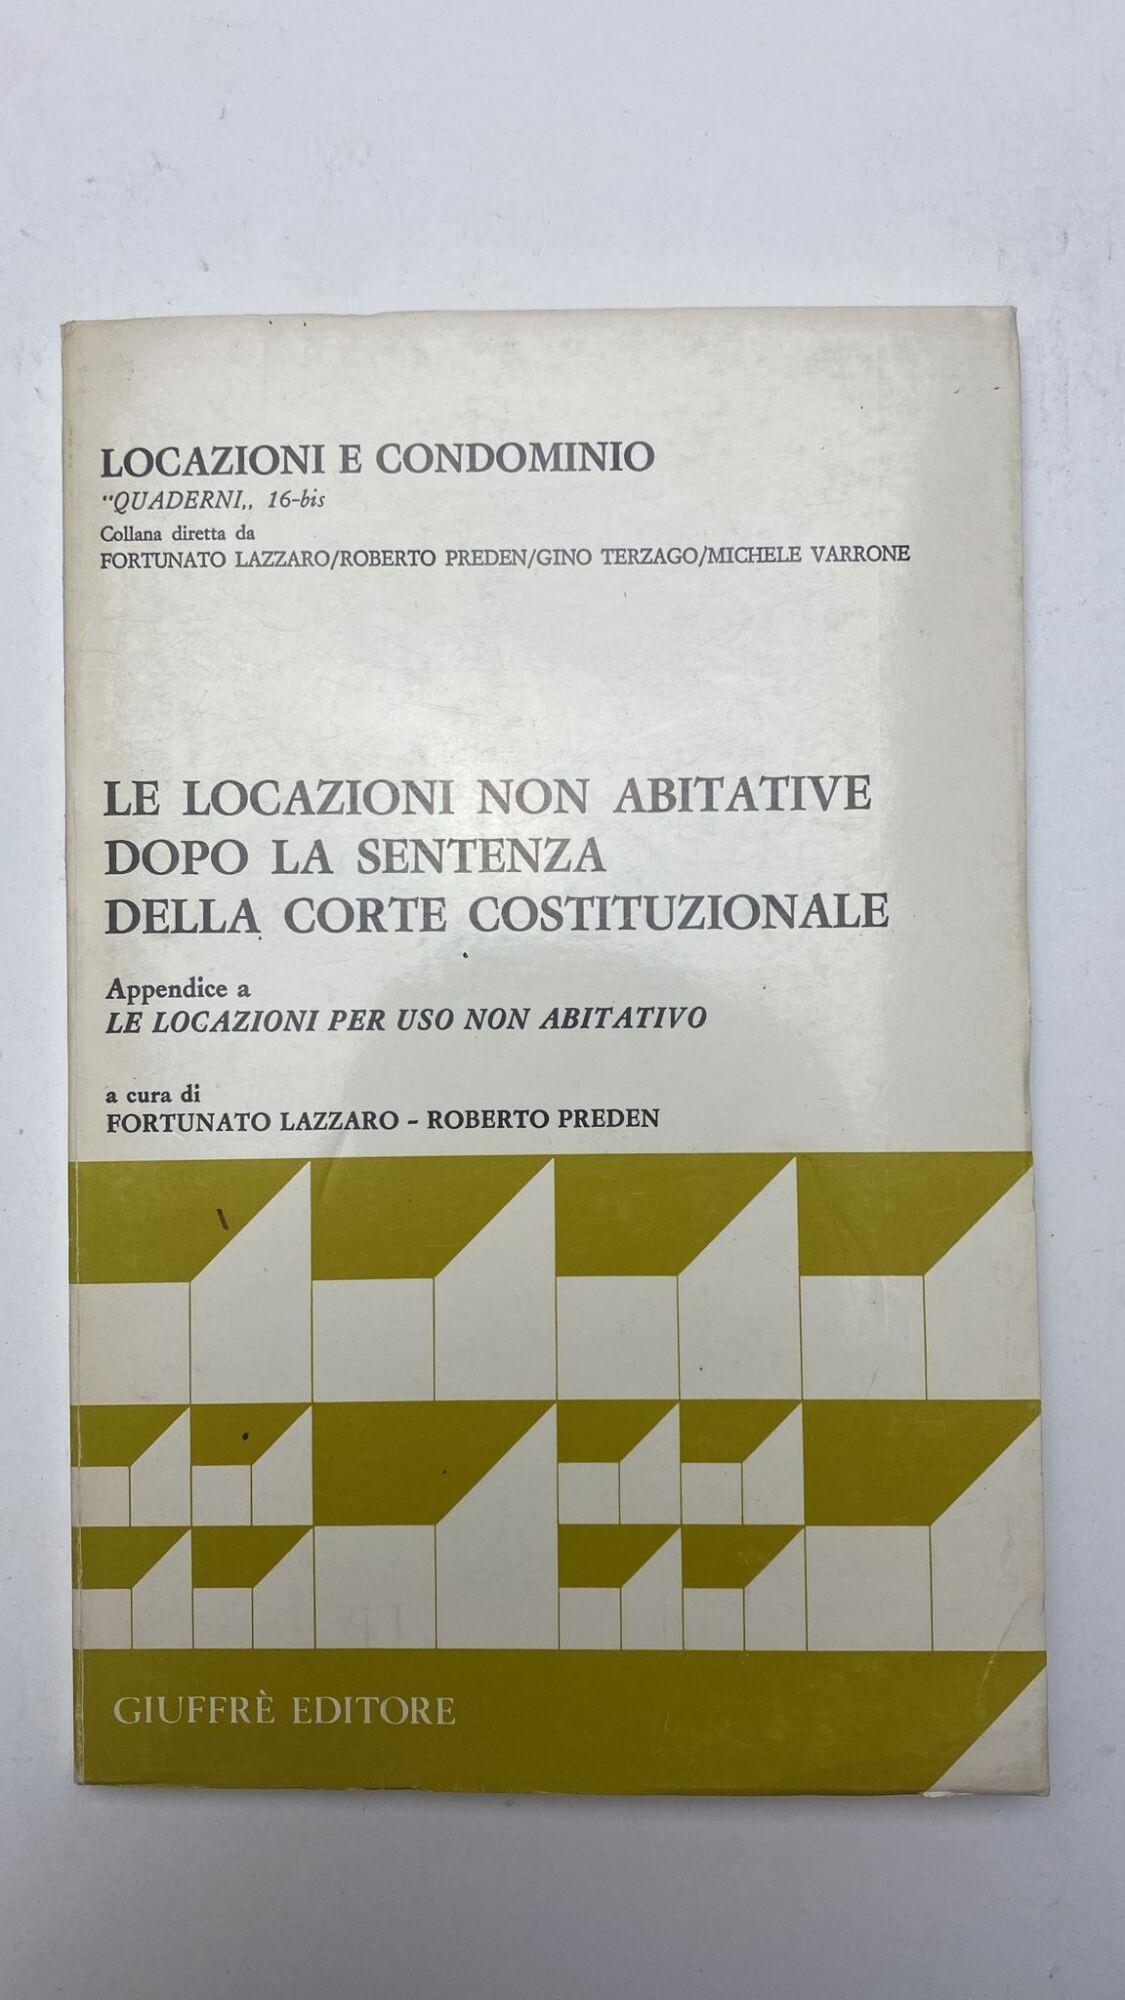 LOCAZIONI E CONDOMINIO
“QUADERNI„ 16-bis
Collana diretta da
FORTUNATO LAZZARO/ROBERTO PREDEN/GINO TERZAGO/MICHELE VARRONE
LE LOCAZIONI NON ABITATIVE
DOPO LA SENTENZA
DELLA CORTE COSTITUZIONALE
Appendice a
LE LOCAZIONI PER USO NON ABITATIVO
a cura di
FORTUNATO LAZZARO - ROBERTO PREDEN
GIUFFRÈ EDITORE